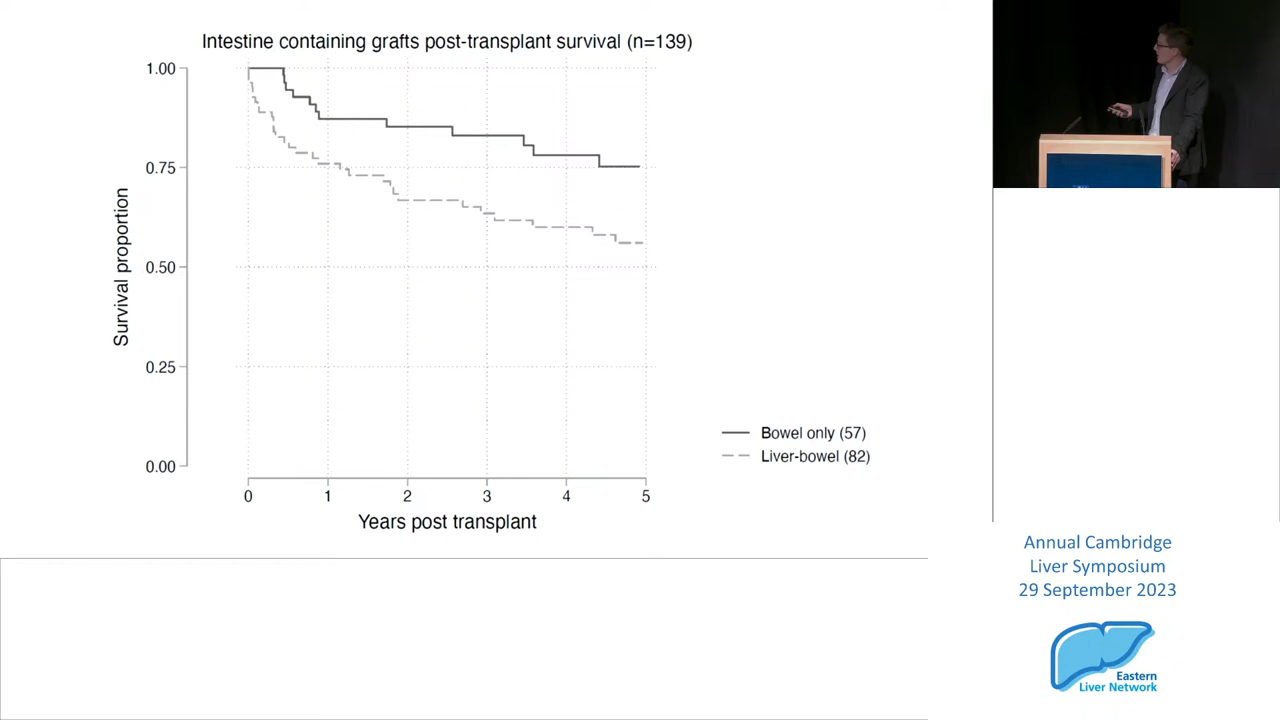 Intestine containing grafts post-transplant survival (n=139)
1.00
0.75
0.50
0.25
0.00
Survival proportion
0 1 2 3 4 5
Years post transplant
Bowel only (57)
Liver-bowel (82)
Annual Cambridge
Liver Symposium
29 September 2023
Eastern
Liver Network